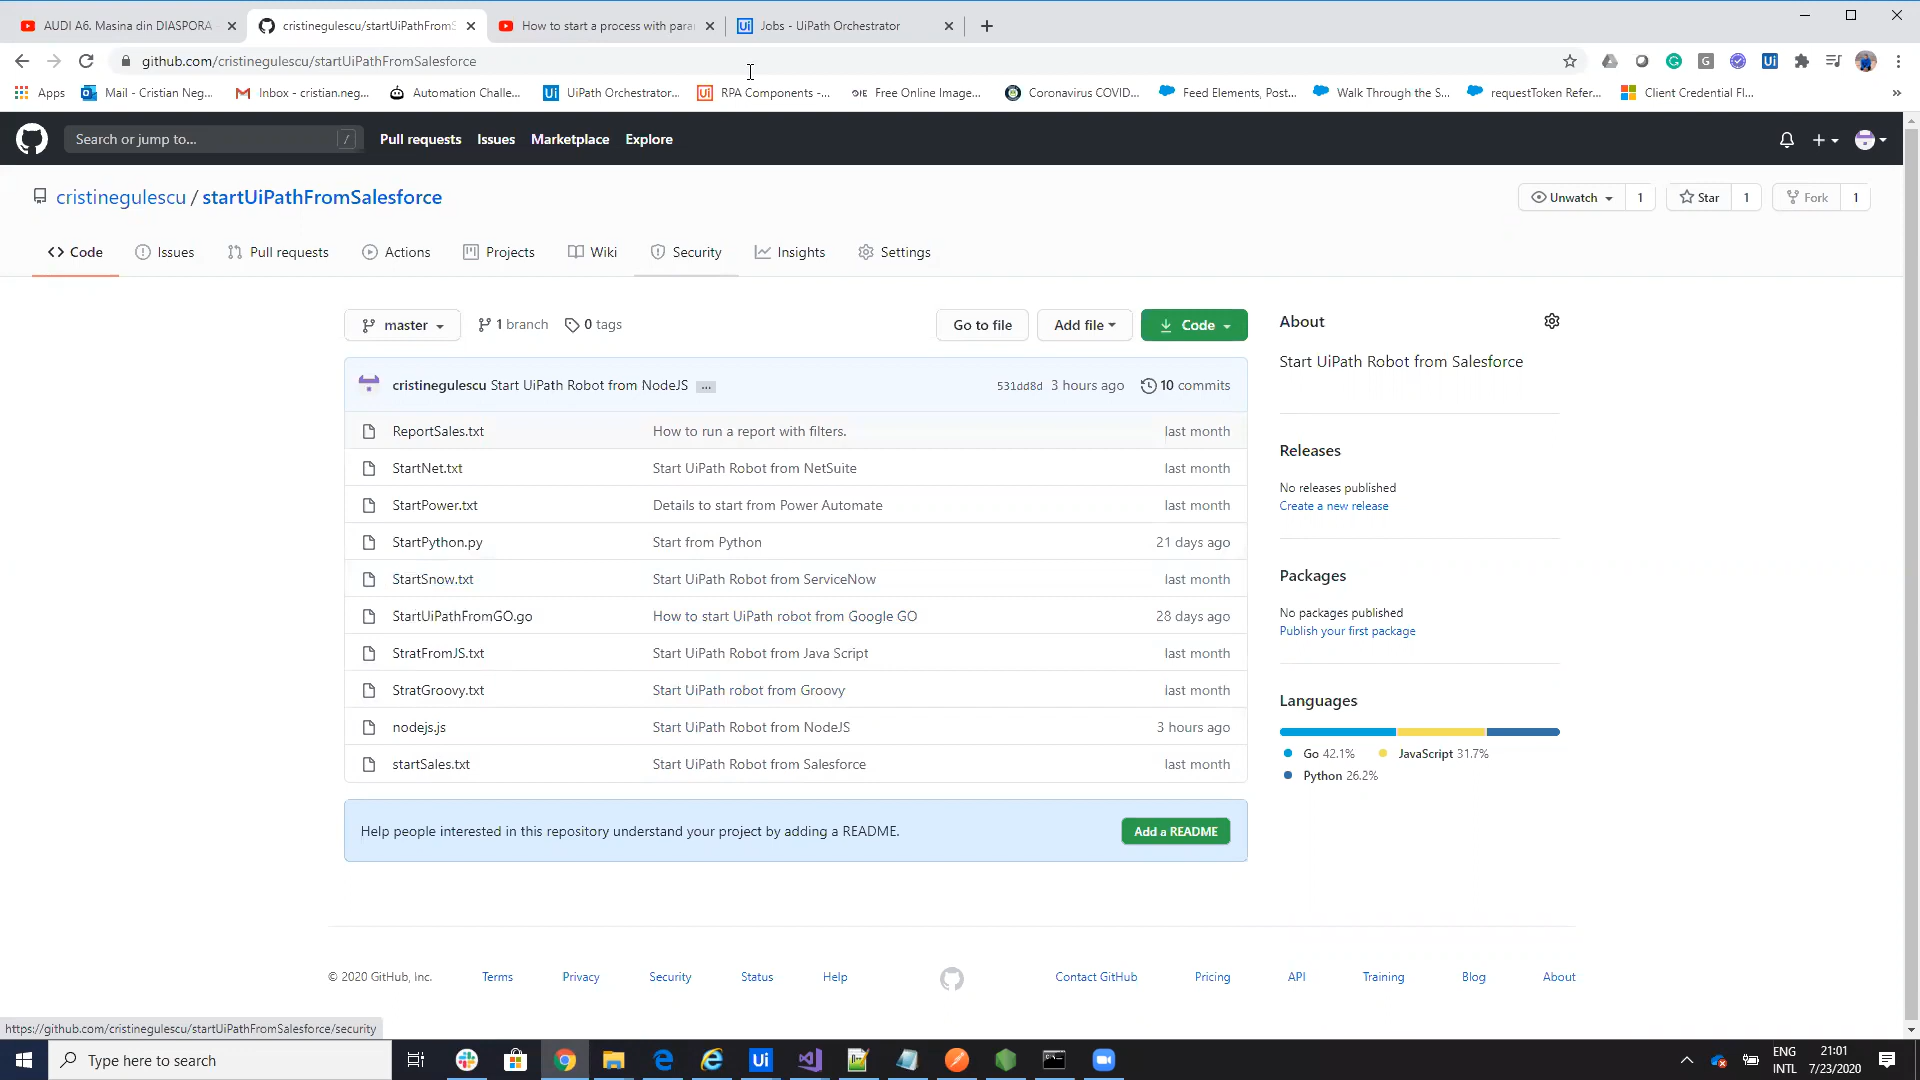 AUDI A6. Masina din DIASPORA
cristinegulescu/startUiPathFromS
How to start a process with para
Jobs - UiPath Orchestrator
github.com/cristinegulescu/startUiPathFromSalesforce
Apps
Mail - Cristian Neg...
Inbox - cristian.neg...
Automation Challe...
UiPath Orchestrator...
RPA Components -...
Free Online Image...
Coronavirus COVID...
Feed Elements, Post...
Walk Through the S...
requestToken Refer...
Client Credential Fl...
Search or jump to... /
Pull requests
Issues
Marketplace
Explore
cristinegulescu / startUiPathFromSalesforce
Unwatch 1
Star 1
Fork 1
Code
Issues
Pull requests
Actions
Projects
Wiki
Security
Insights
Settings
master
1 branch
0 tags
Go to file
Add file
Code
cristinegulescu Start UiPath Robot from NodeJS ... 531dd8d 3 hours ago 10 commits
ReportSales.txt How to run a report with filters. last month
StartNet.txt Start UiPath Robot from NetSuite last month
StartPower.txt Details to start from Power Automate last month
StartPython.py Start from Python 21 days ago
StartSnow.txt Start UiPath Robot from ServiceNow last month
StartUiPathFromGO.go How to start UiPath robot from Google GO 28 days ago
StratFromJS.txt Start UiPath Robot from Java Script last month
StratGroovy.txt Start UiPath robot from Groovy last month
nodejs.js Start UiPath Robot from NodeJS 3 hours ago
startSales.txt Start UiPath Robot from Salesforce last month
Help people interested in this repository understand your project by adding a README.
Add a README
About
Start UiPath Robot from Salesforce
Releases
No releases published
Create a new release
Packages
No packages published
Publish your first package
Languages
Go 42.1% JavaScript 31.7%
Python 26.2%
© 2020 GitHub, Inc.
Terms
Privacy
Security
Status
Help
Contact GitHub
Pricing
API
Training
Blog
About
https://github.com/cristinegulescu/startUiPathFromSalesforce/security
Type here to search
Ui
ENG
INTL
21:01
7/23/2020